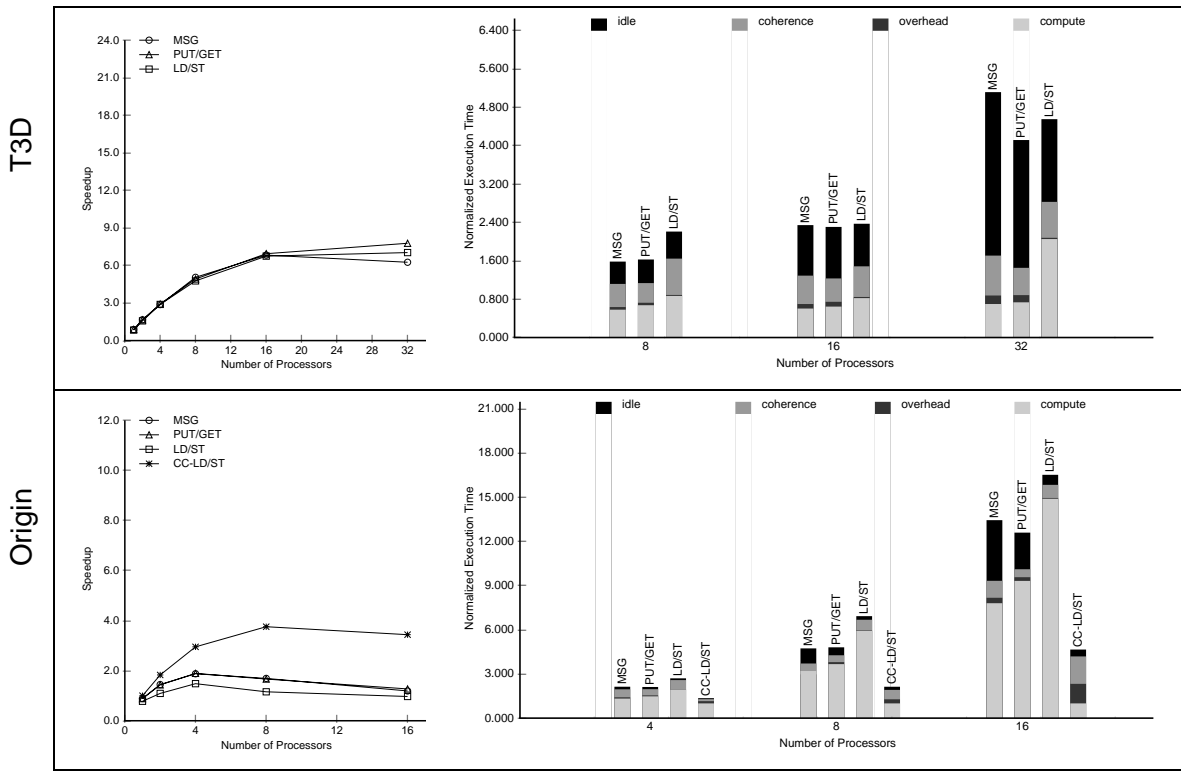 T3D
24.0
21.0
18.0
15.0
12.0
9.0
6.0
3.0
0.0
Speedup
MSG
PUT/GET
LD/ST
0 4 8 12 16 20 24 28 32
Number of Processors
idle coherence overhead compute
6.400
5.600
4.800
4.000
3.200
2.400
1.600
0.800
0.000
Normalized Execution Time
MSG PUT/GET LD/ST
MSG PUT/GET LD/ST
MSG PUT/GET LD/ST
8 16 32
Number of Processors
Origin
12.0
10.0
8.0
6.0
4.0
2.0
0.0
Speedup
MSG
PUT/GET
LD/ST
CC-LD/ST
0 4 8 12 16
Number of Processors
idle coherence overhead compute
21.000
18.000
15.000
12.000
9.000
6.000
3.000
0.000
Normalized Execution Time
MSG PUT/GET LD/ST CC-LD/ST
MSG PUT/GET LD/ST CC-LD/ST
MSG PUT/GET LD/ST CC-LD/ST
4 8 16
Number of Processors